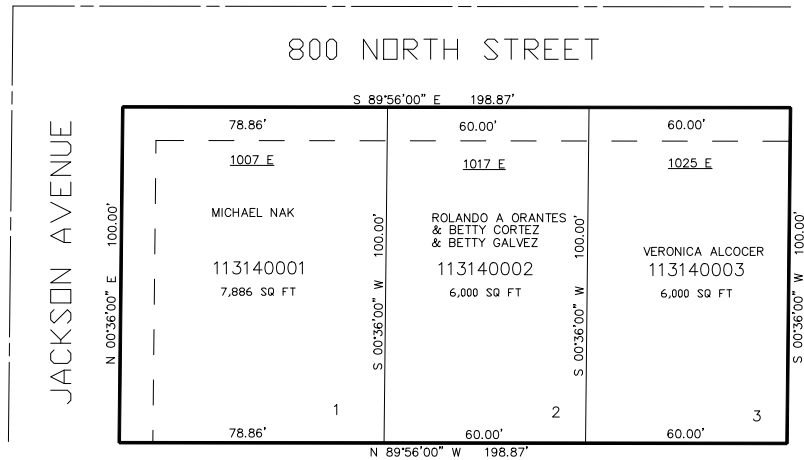 800 NORTH STREET
JACKSON AVENUE
S 89°56'00" E 198.87'
78.86'
60.00'
60.00'
1007 E
1017 E
1025 E
N 00°36'00" E 100.00'
MICHAEL NAK
113140001
7,886 SQ FT
S 00°36'00" W 100.00'
ROLANDO A ORANTES
& BETTY CORTEZ
& BETTY GALVEZ
113140002
6,000 SQ FT
S 00°36'00" W 100.00'
VERONICA ALCOCER
113140003
6,000 SQ FT
S 00°36'00" W 100.00'
1
2
3
78.86'
60.00'
60.00'
N 89°56'00" W 198.87'